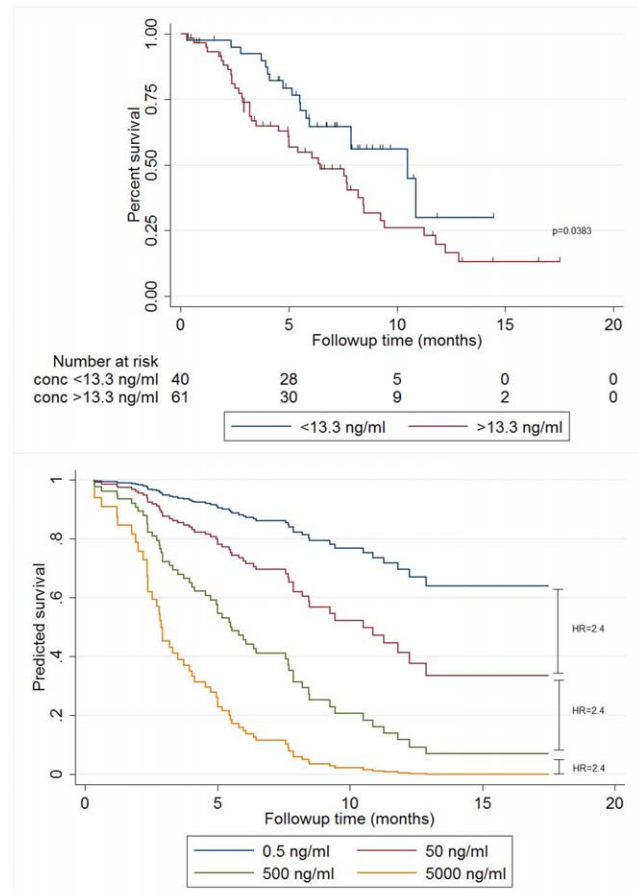 1.00
0.75
0.50
0.25
0.00
Percent survival
p=0.0383
0 5 10 15 20
Followup time (months)
Number at risk
conc <13.3 ng/ml 40 28 5 0 0
conc >13.3 ng/ml 61 30 9 2 0
<13.3 ng/ml >13.3 ng/ml
1
.8
.6
.4
.2
0
Predicted survival
HR=2.4
HR=2.4
HR=2.4
0 5 10 15 20
Followup time (months)
0.5 ng/ml 50 ng/ml
500 ng/ml 5000 ng/ml